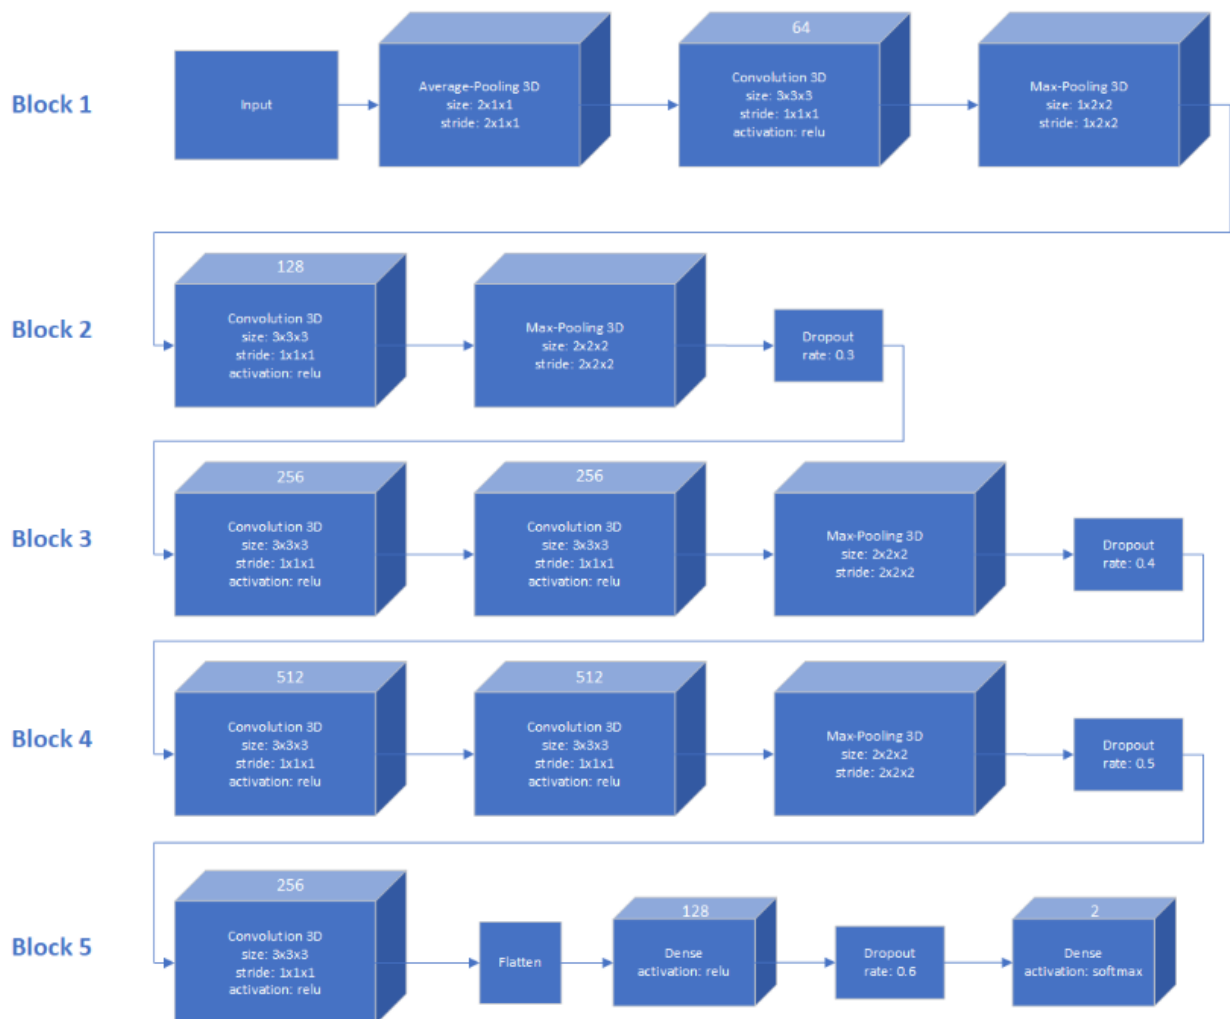 Block 1
Input
Average-Pooling 3D
size: 2x1x1
stride: 2x1x1
64
Convolution 3D
size: 3x3x3
stride: 1x1x1
activation: relu
Max-Pooling 3D
size: 1x2x2
stride: 1x2x2
Block 2
128
Convolution 3D
size: 3x3x3
stride: 1x1x1
activation: relu
Max-Pooling 3D
size: 2x2x2
stride: 2x2x2
Dropout
rate: 0.3
Block 3
256
Convolution 3D
size: 3x3x3
stride: 1x1x1
activation: relu
256
Convolution 3D
size: 3x3x3
stride: 1x1x1
activation: relu
Max-Pooling 3D
size: 2x2x2
stride: 2x2x2
Dropout
rate: 0.4
Block 4
512
Convolution 3D
size: 3x3x3
stride: 1x1x1
activation: relu
512
Convolution 3D
size: 3x3x3
stride: 1x1x1
activation: relu
Max-Pooling 3D
size: 2x2x2
stride: 2x2x2
Dropout
rate: 0.5
Block 5
256
Convolution 3D
size: 3x3x3
stride: 1x1x1
activation: relu
Flatten
128
Dense
activation: relu
Dropout
rate: 0.6
2
Dense
activation: softmax